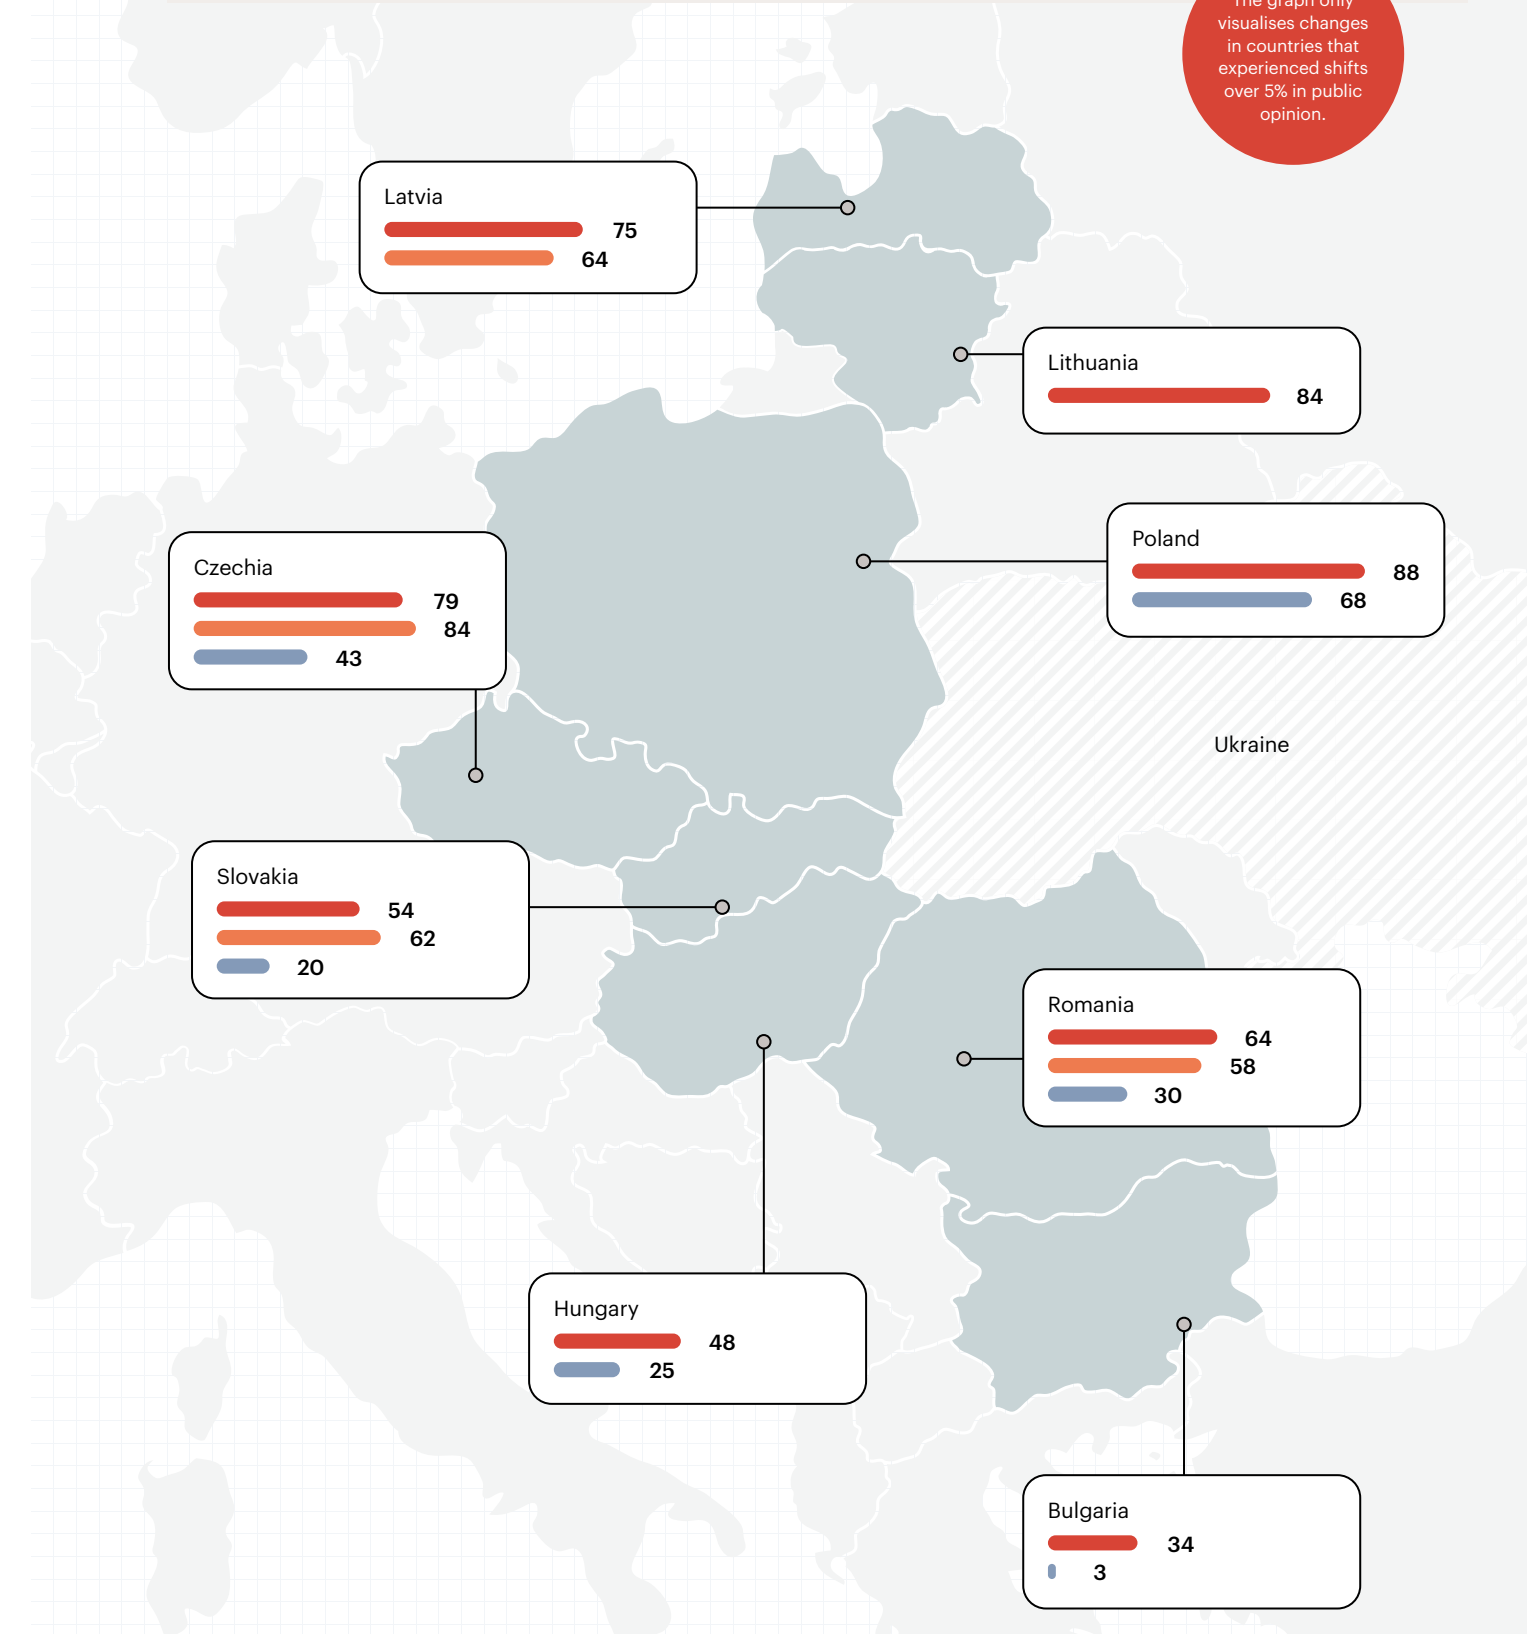 The graph only
visualises changes
in countries that
experienced shifts
over 5% in public
opinion.
Latvia
75
64
Lithuania
84
Poland
88
68
Czechia
79
84
43
Ukraine
Slovakia
54
62
20
Romania
64
58
30
Hungary
48
25
Bulgaria
34
3